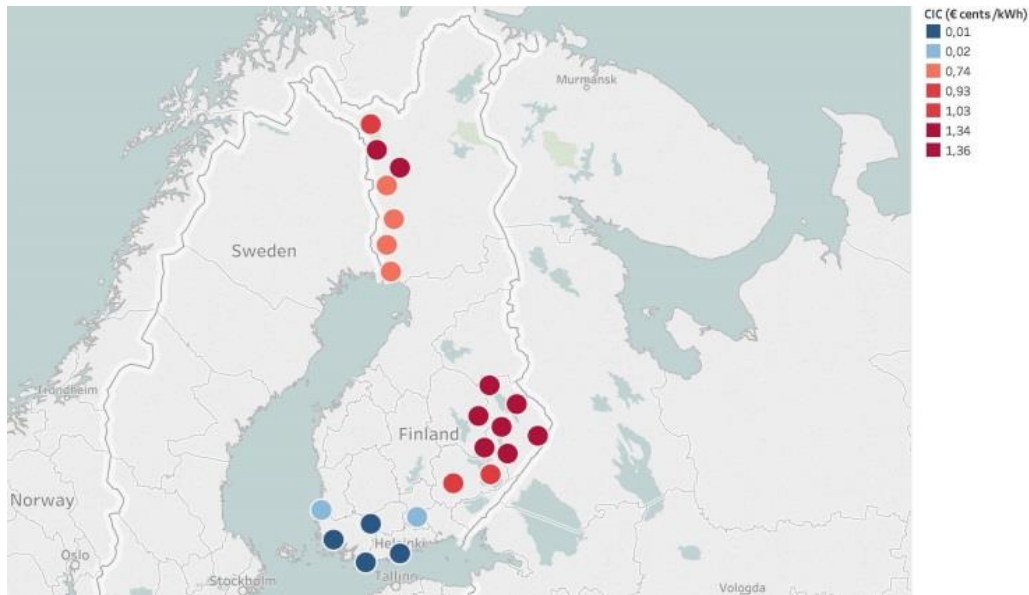 CIC (€ cents /kWh)
0,01
0,02
0,74
0,93
1,03
1,34
1,36
Murmansk
Sweden
Trondheim
Finland
Norway
Helsinki
Oslo
Tallinn
Stockholm
Vologda